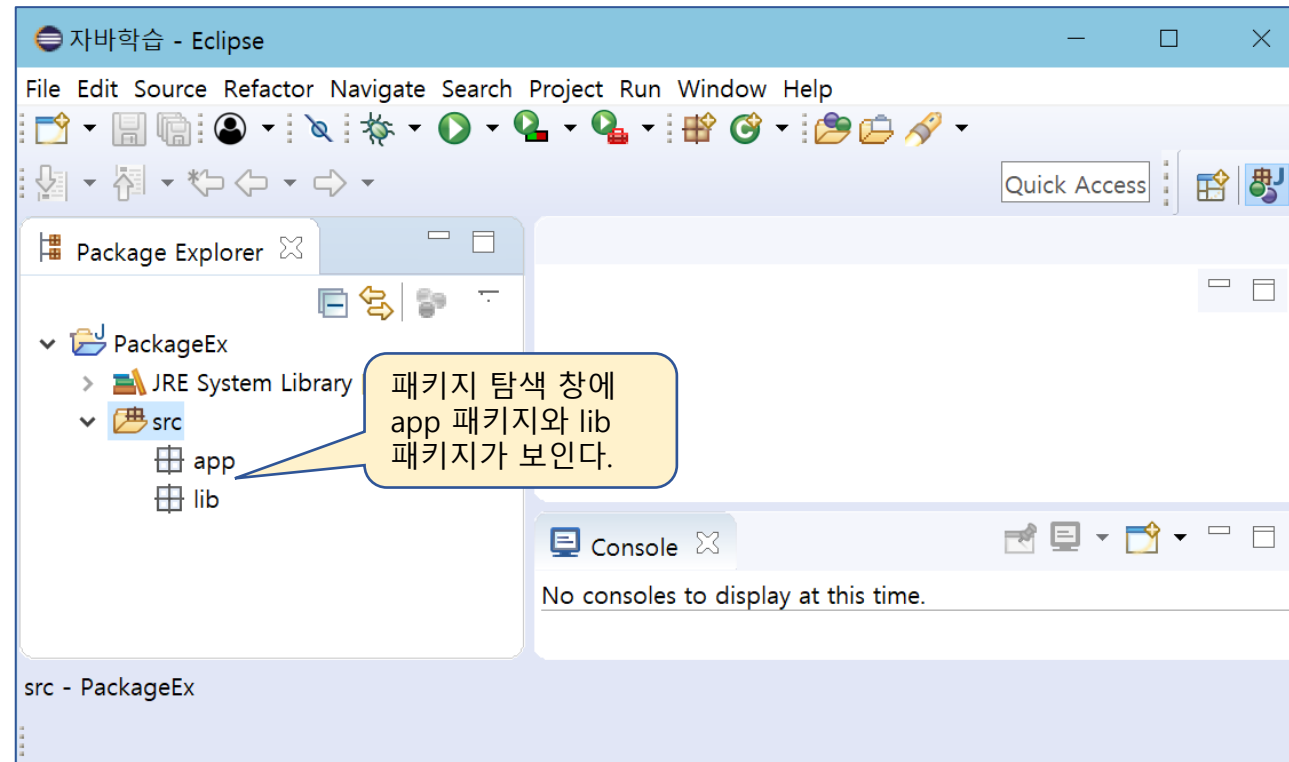 자바학습 - Eclipse
File Edit Source Refactor Navigate Search Project Run Window Help
Quick Access
Package Explorer
PackageEx
JRE System Library
src
app
lib
패키지 탐색 창에
app 패키지와 lib
패키지가 보인다.
Console
No consoles to display at this time.
src - PackageEx